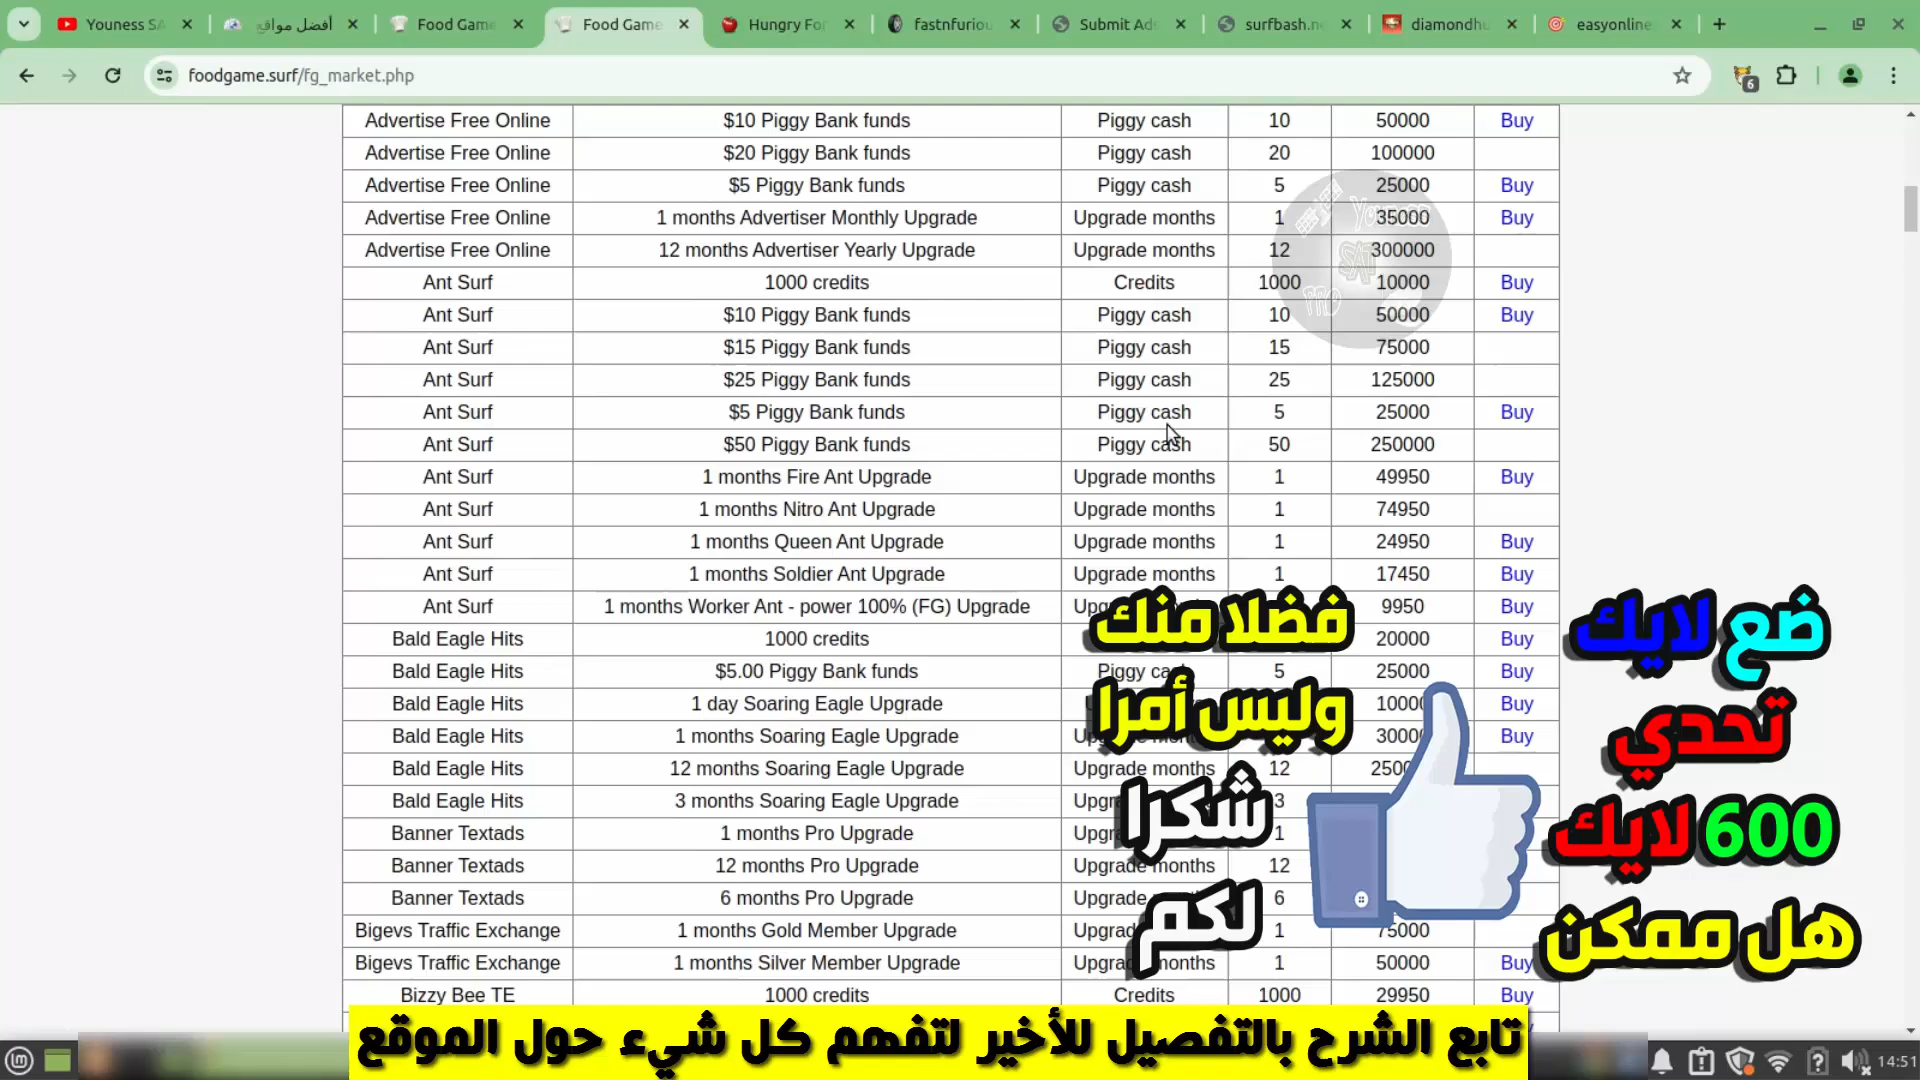 Youness SA
أفضل مواقع
Food Game
Food Game
Hungry For
fastnfuriou
Submit Ads
surfbash.ne
diamondhu
easyonline
foodgame.surf/fg_market.php
6
Advertise Free Online $10 Piggy Bank funds Piggy cash 10 50000 Buy
Advertise Free Online $20 Piggy Bank funds Piggy cash 20 100000
Advertise Free Online $5 Piggy Bank funds Piggy cash 5 25000 Buy
Advertise Free Online 1 months Advertiser Monthly Upgrade Upgrade months 1 35000 Buy
Advertise Free Online 12 months Advertiser Yearly Upgrade Upgrade months 12 300000
Ant Surf 1000 credits Credits 1000 10000 Buy
Ant Surf $10 Piggy Bank funds Piggy cash 10 50000 Buy
Ant Surf $15 Piggy Bank funds Piggy cash 15 75000
Ant Surf $25 Piggy Bank funds Piggy cash 25 125000
Ant Surf $5 Piggy Bank funds Piggy cash 5 25000 Buy
Ant Surf $50 Piggy Bank funds Piggy cash 50 250000
Ant Surf 1 months Fire Ant Upgrade Upgrade months 1 49950 Buy
Ant Surf 1 months Nitro Ant Upgrade Upgrade months 1 74950
Ant Surf 1 months Queen Ant Upgrade Upgrade months 1 24950 Buy
Ant Surf 1 months Soldier Ant Upgrade Upgrade months 1 17450 Buy
Ant Surf 1 months Worker Ant - power 100% (FG) Upgrade 9950 Buy
Bald Eagle Hits 1000 credits 20000 Buy
Bald Eagle Hits $5.00 Piggy Bank funds Piggy cash 5 25000 Buy
Bald Eagle Hits 1 day Soaring Eagle Upgrade 10000 Buy
Bald Eagle Hits 1 months Soaring Eagle Upgrade 30000 Buy
Bald Eagle Hits 12 months Soaring Eagle Upgrade Upgrade months 12
Bald Eagle Hits 3 months Soaring Eagle Upgrade 3
Banner Textads 1 months Pro Upgrade 1
Banner Textads 12 months Pro Upgrade Upgrade months 12
Banner Textads 6 months Pro Upgrade Upgrade 6
Bigevs Traffic Exchange 1 months Gold Member Upgrade 1 75000
Bigevs Traffic Exchange 1 months Silver Member Upgrade Upgrade months 1 50000 Buy
Bizzy Bee TE 1000 credits Credits 1000 29950 Buy
Youness
SAT
PRO
فضلا منك
وليس أمرا
شكرا
لكم
ضع لايك
تحدي
600 لايك
هل ممكن
تابع الشرح بالتفصيل للأخير لتفهم كل شيء حول الموقع
14:51